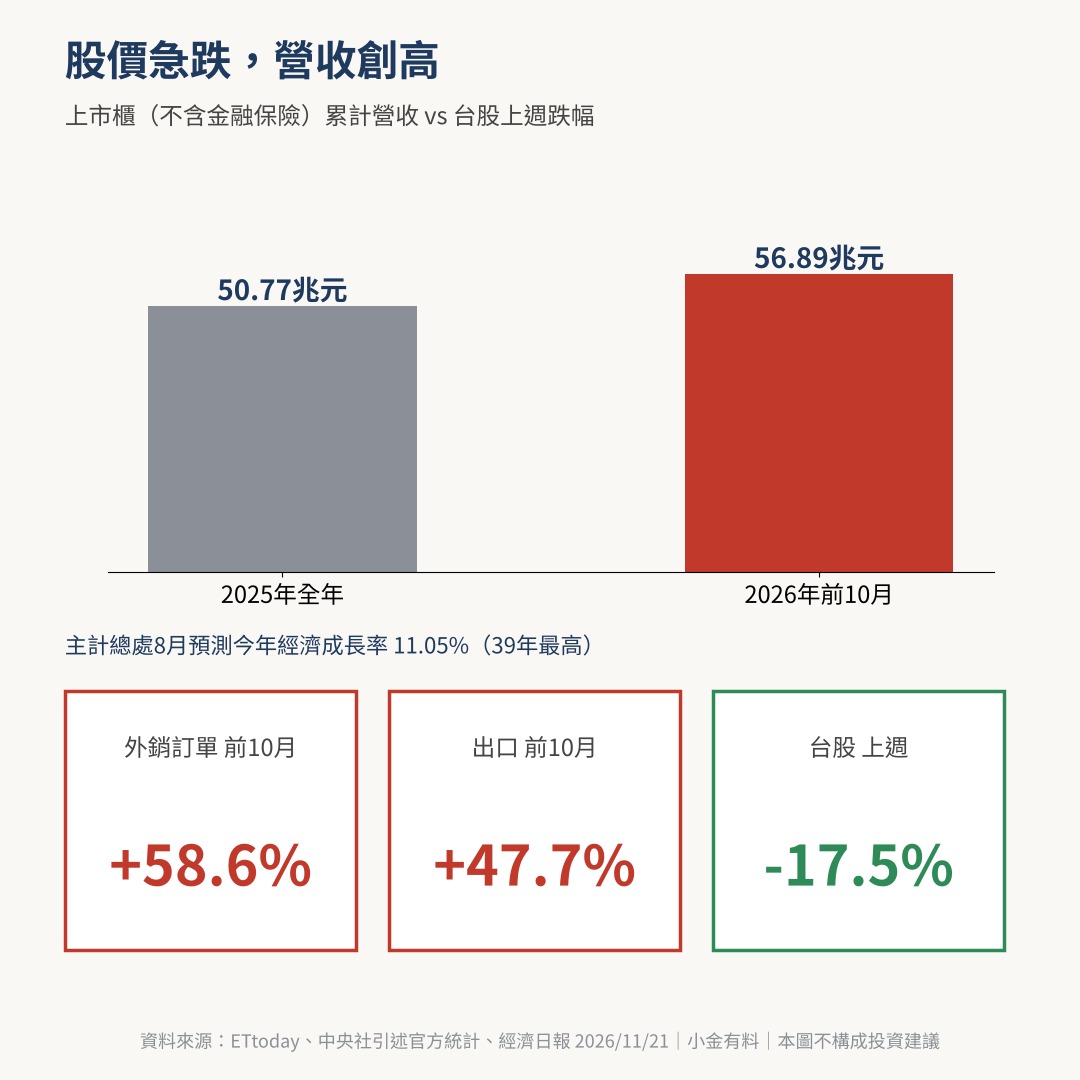 股價急跌，營收創高
上市櫃（不含金融保險）累計營收 vs 台股上週跌幅
50.77兆元
56.89兆元
2025年全年
2026年前10月
主計總處8月預測今年經濟成長率 11.05%（39年最高）
外銷訂單 前10月
+58.6%
出口 前10月
+47.7%
台股 上週
-17.5%
資料來源：ETtoday、中央社引述官方統計、經濟日報 2026/11/21｜小金有料｜本圖不構成投資建議